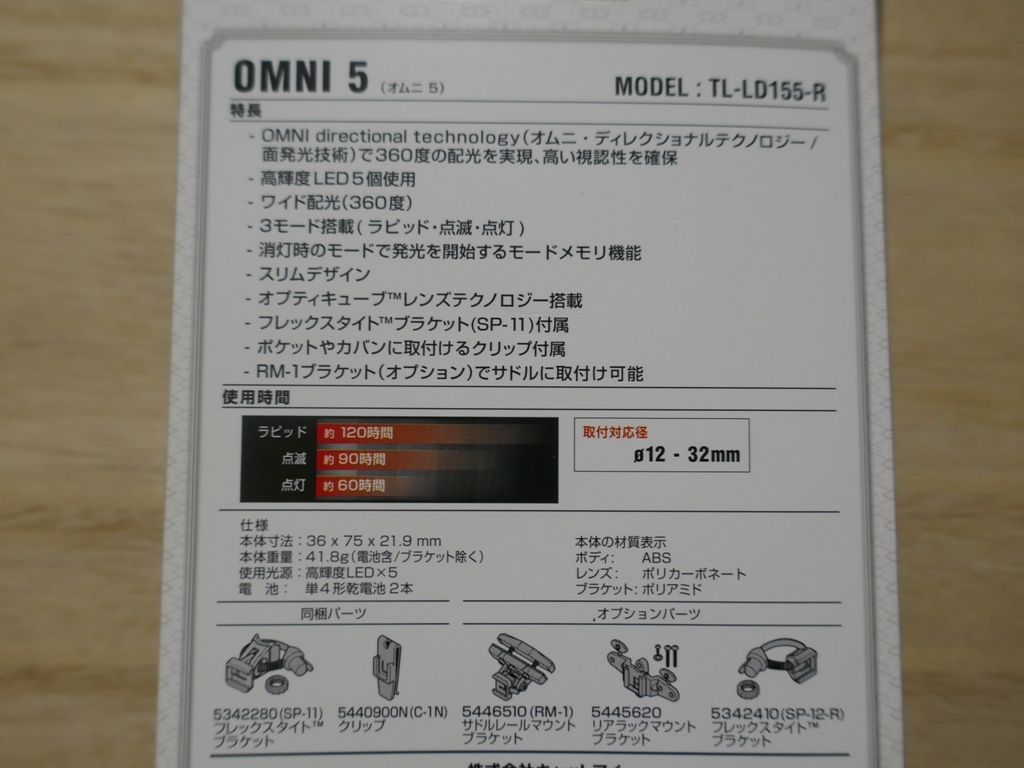 OMNI 5 (オムニ 5)
MODEL : TL-LD155-R
特長
- OMNI directional technology(オムニ・ディレクショナルテクノロジー/
面発光技術)で360度の配光を実現、高い視認性を確保
- 高輝度LED5個使用
- ワイド配光(360度)
- 3モード搭載(ラピッド・点滅・点灯)
- 消灯時のモードで発光を開始するモードメモリ機能
- スリムデザイン
- オプティキューブ™レンズテクノロジー搭載
- フレックスタイト™ブラケット(SP-11)付属
- ポケットやカバンに取付けるクリップ付属
- RM-1ブラケット(オプション)でサドルに取付け可能
使用時間
ラピッド 約120時間
点滅 約90時間
点灯 約60時間
取付対応径
ø12 - 32mm
仕様
本体寸法：36 x 75 x 21.9 mm
本体重量：41.8g(電池含/ブラケット除く)
使用光源：高輝度LED×5
電 池： 単4形乾電池2本
本体の材質表示
ボディ: ABS
レンズ: ポリカーボネート
ブラケット: ポリアミド
同梱パーツ
オプションパーツ
5342280(SP-11)
フレックスタイト™
ブラケット
5440900N(C-1N)
クリップ
5446510(RM-1)
サドルレールマウント
ブラケット
5445620
リアラックマウント
ブラケット
5342410(SP-12-R)
フレックスタイト™
ブラケット